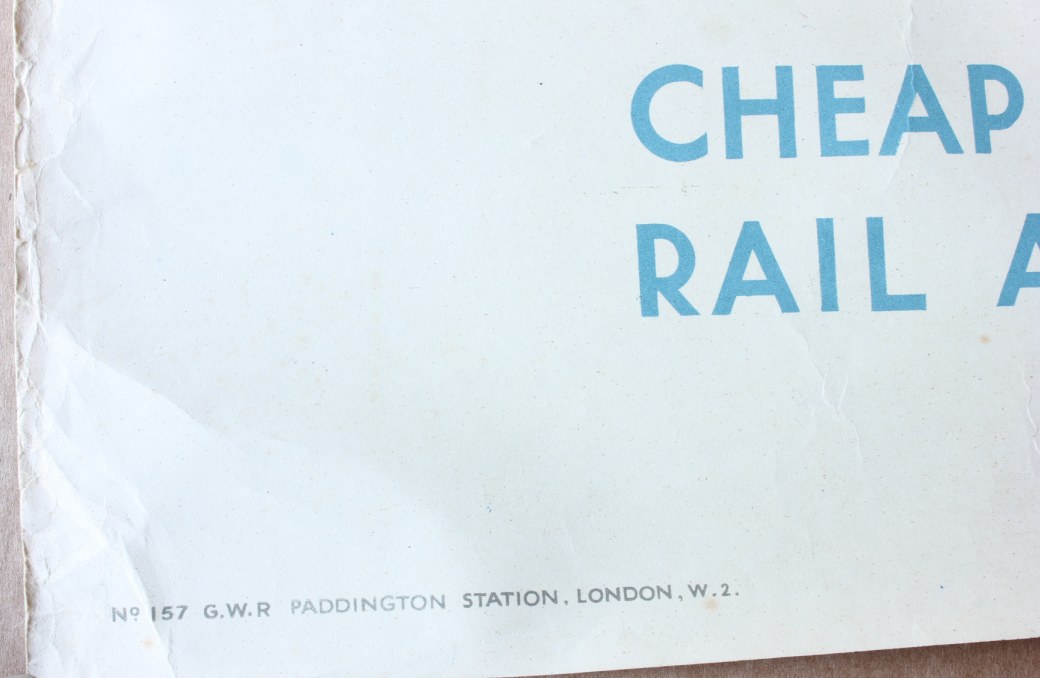 CHEAP
RAIL A
Nº 157 G.W.R PADDINGTON STATION, LONDON, W.2.